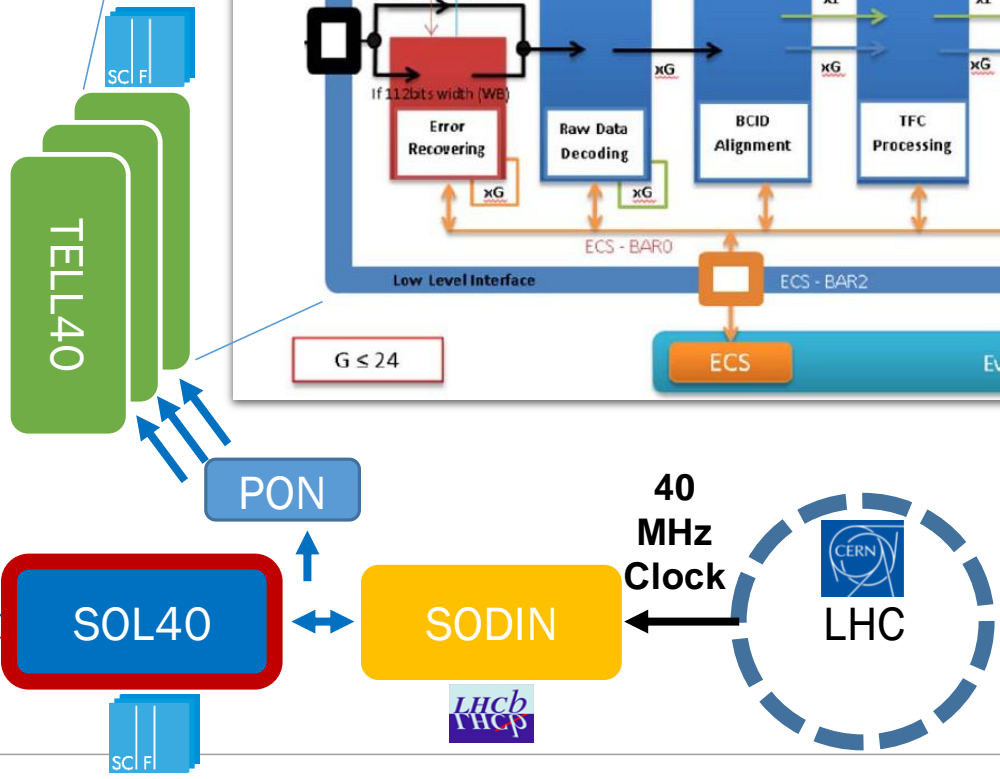 SC F
xG
xG
xG
If 112bits width (WB)
Error
Recovering
Raw Data
Decoding
BCID
Alignment
TFC
Processing
xG
xG
ECS - BAR0
Low Level Interface
ECS - BAR2
TELL40
G ≤ 24
ECS
PON
40
MHz
Clock
CERN
SOL40
SODIN
LHC
LHCb
LHCb
SC F